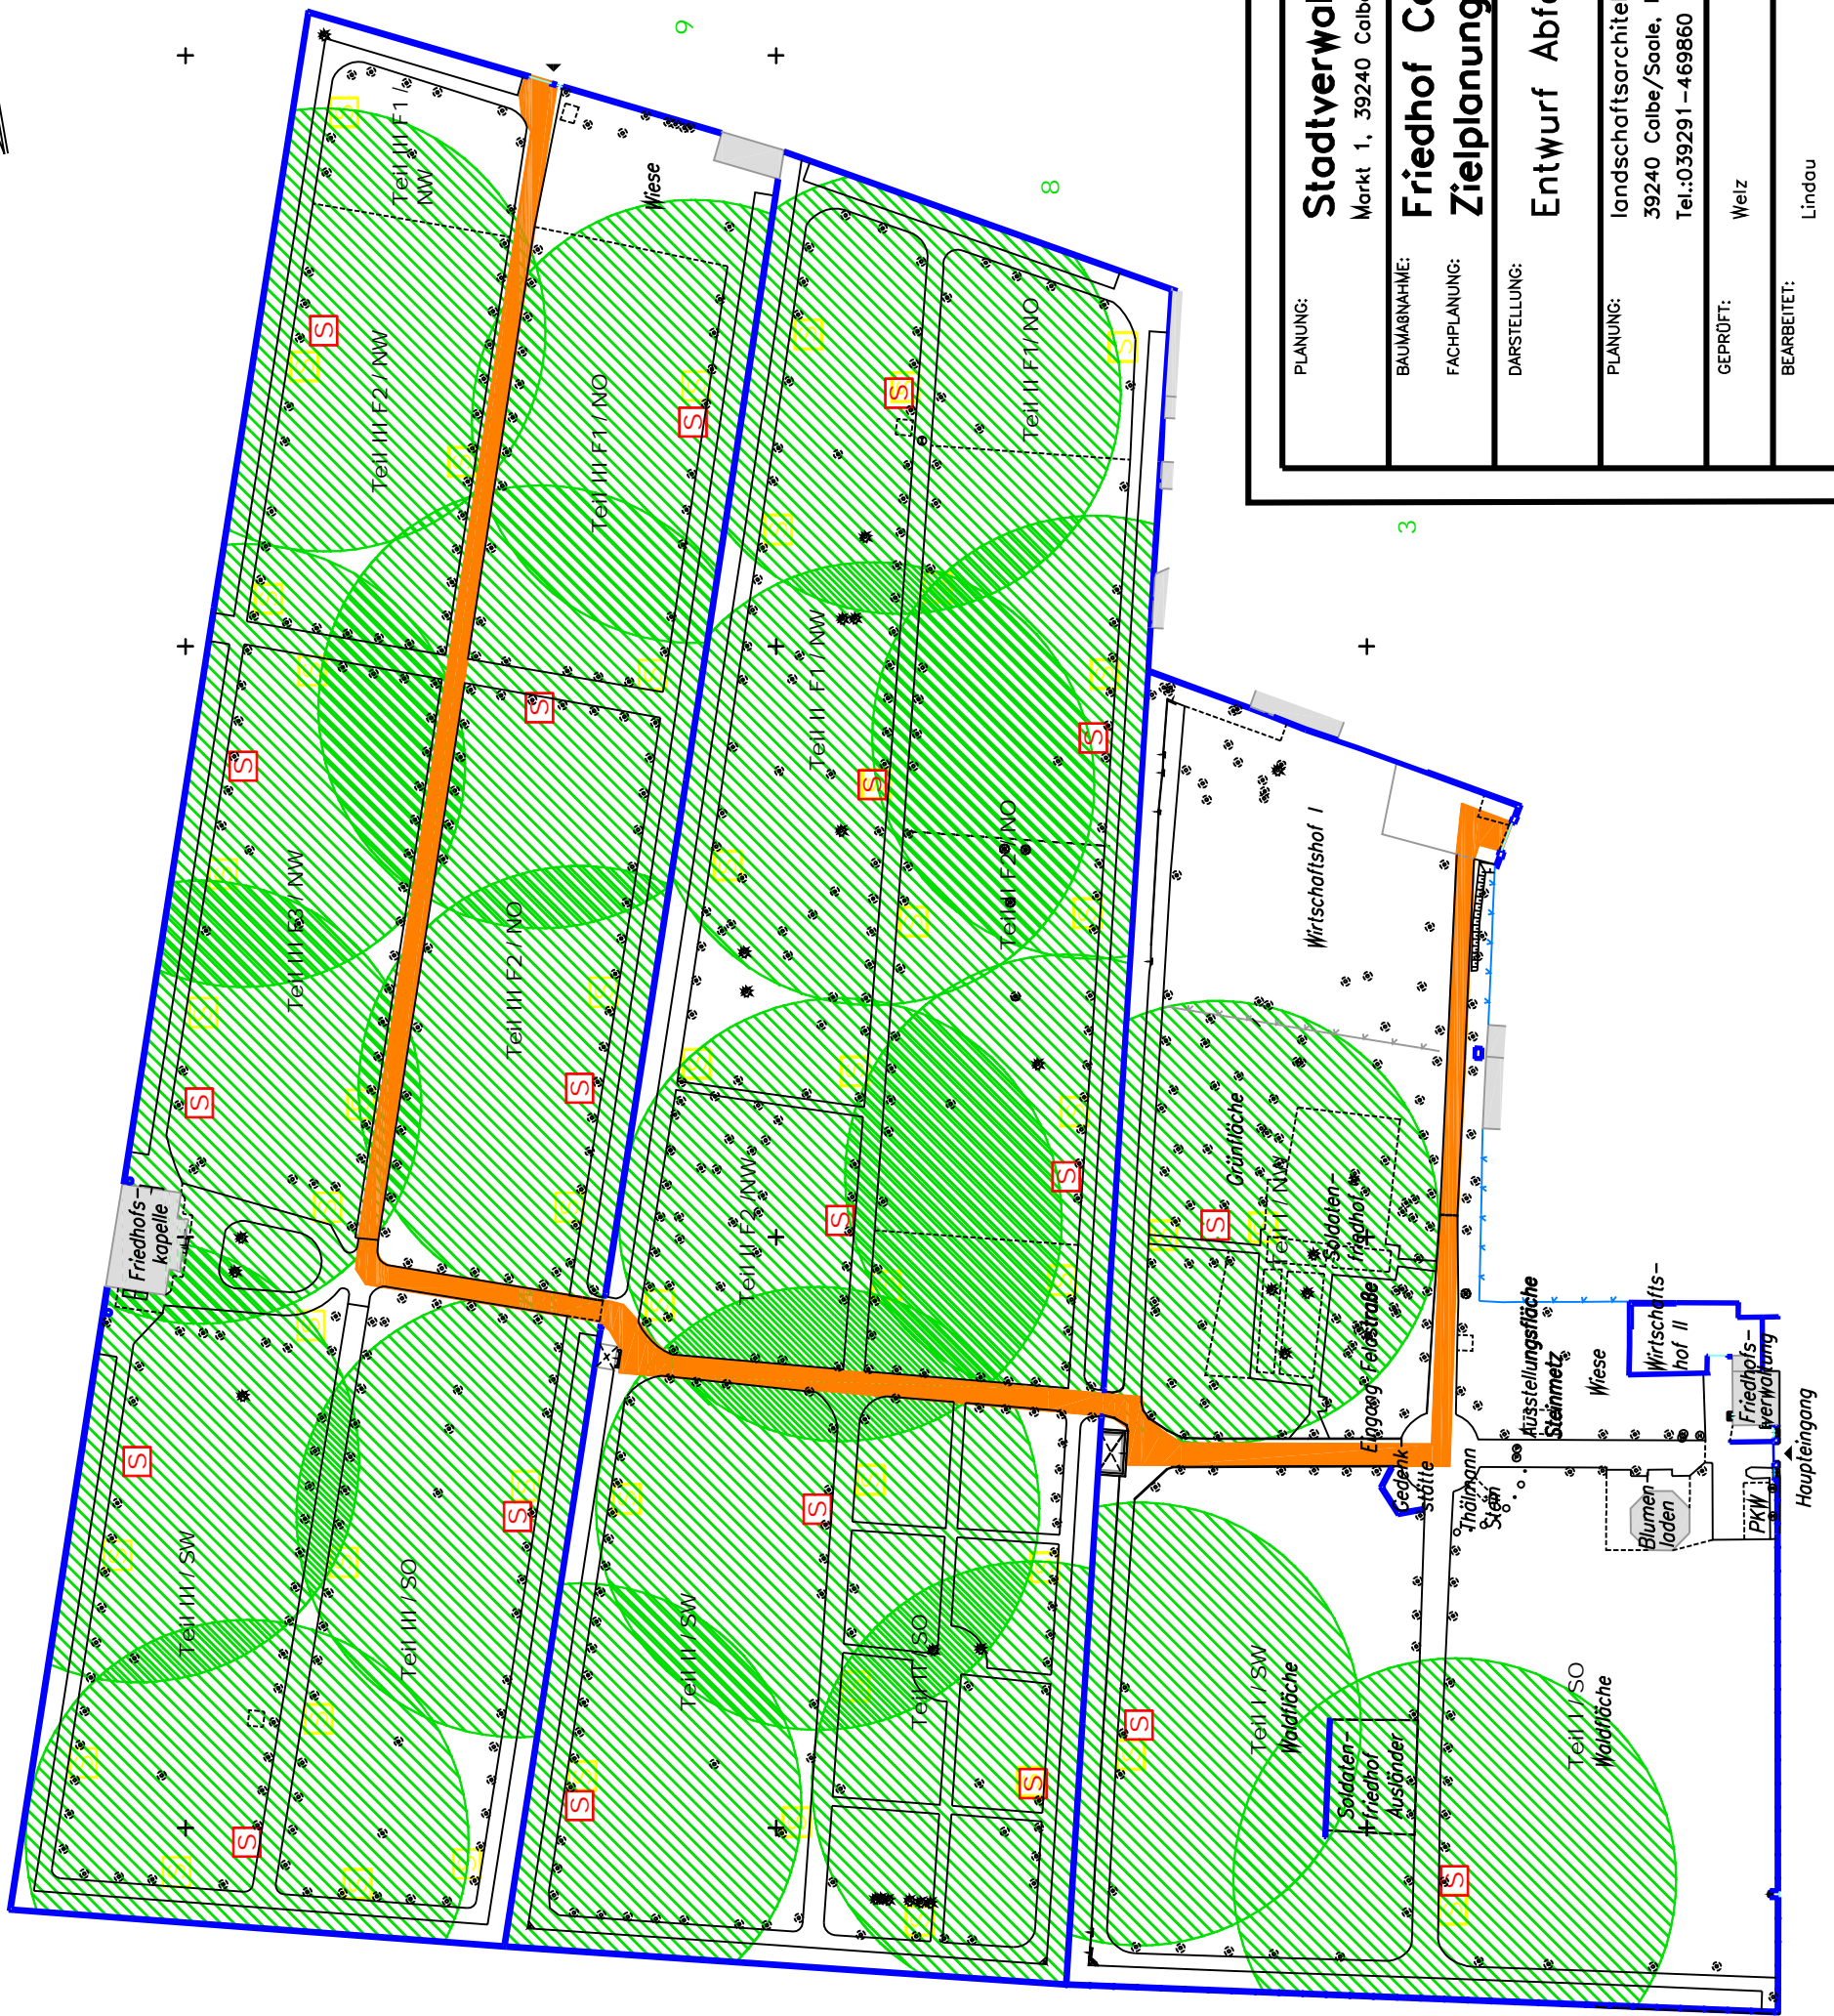 9
8
3
Teil III F1 /
NW
Wiese
Teil III F2 / NW
Teil III F1 / NO
Teil II F1/ NO
S
S
S
Teil II F1 / NW
S
S
S
S
Teil III F3 / NW
Teil III F2 / NO
Teil II F2 / NO
Wirtschaftshof I
S
S
Friedhofs-
kapelle
Teil II F2/ NW
S
S
S
Grünfläche
Teil I / NW
Soldaten-
friedhof
Eingang Feldstraße
Ausstellungsfläche
Steinmetz
Wiese
Wirtschafts-
hof II
Friedhofs-
verwaltung
Haupteingang
Gedenk-
stätte
Thälmann
Stein
Blumen-
laden
PKW
S
S
S
Teil III / SW
Teil III / SO
Teil II / SW
Teil II / SO
Teil I / SW
Waldfläche
Teil I / SO
Waldfläche
Soldaten-
friedhof
Ausländer
S
S
S
S
S
PLANUNG:
Stadtverwal
Markt 1, 39240 Calbe
BAUMAßNAHME:
Friedhof Ca
FACHPLANUNG:
Zielplanung
DARSTELLUNG:
Entwurf Abfa
PLANUNG:
landschaftsarchite
39240 Calbe/Saale,
Tel.:039291-469860
GEPRÜFT:
Welz
BEARBEITET:
Lindau